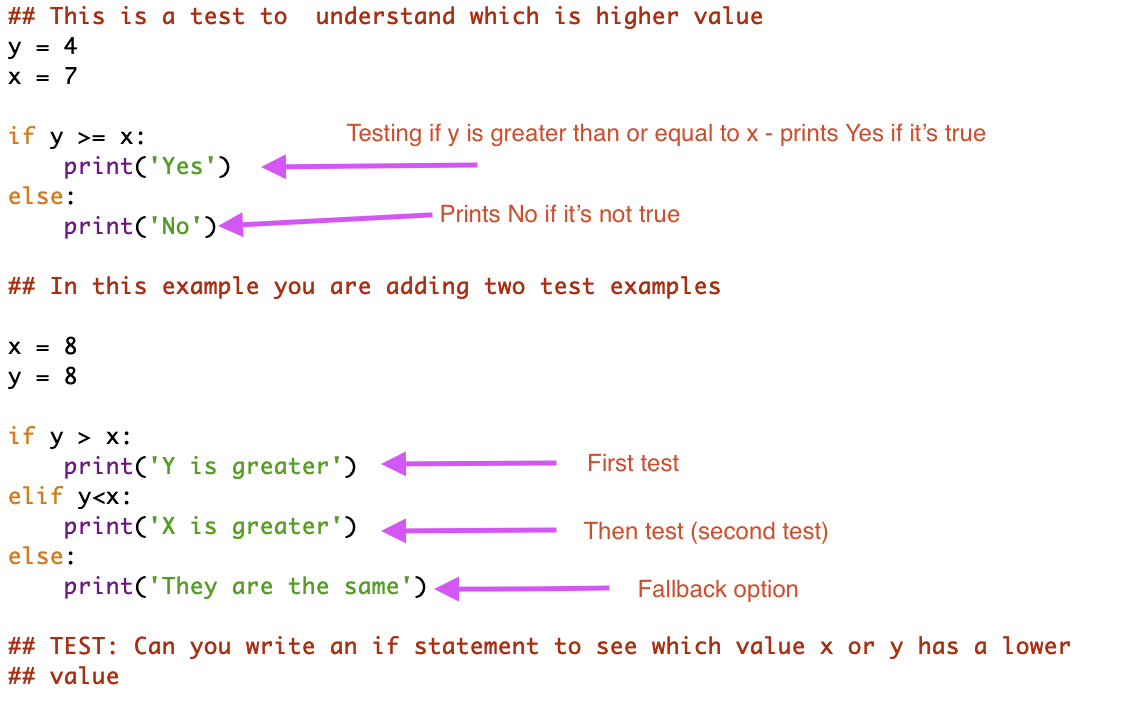 ## This is a test to  understand which is higher value
y = 4
x = 7
if y >= x:
Testing if y is greater than or equal to x - prints Yes if it’s true
    print('Yes')
else:
Prints No if it’s not true
    print('No')
## In this example you are adding two test examples
x = 8
y = 8
if y > x:
    print('Y is greater')
First test
elif y<x:
    print('X is greater')
Then test (second test)
else:
    print('They are the same')
Fallback option
## TEST: Can you write an if statement to see which value x or y has a lower
## value